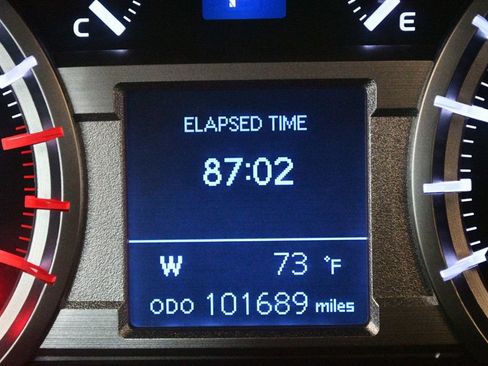 C E
ELAPSED TIME
87:02
W 73 °F
ODO 101689 miles